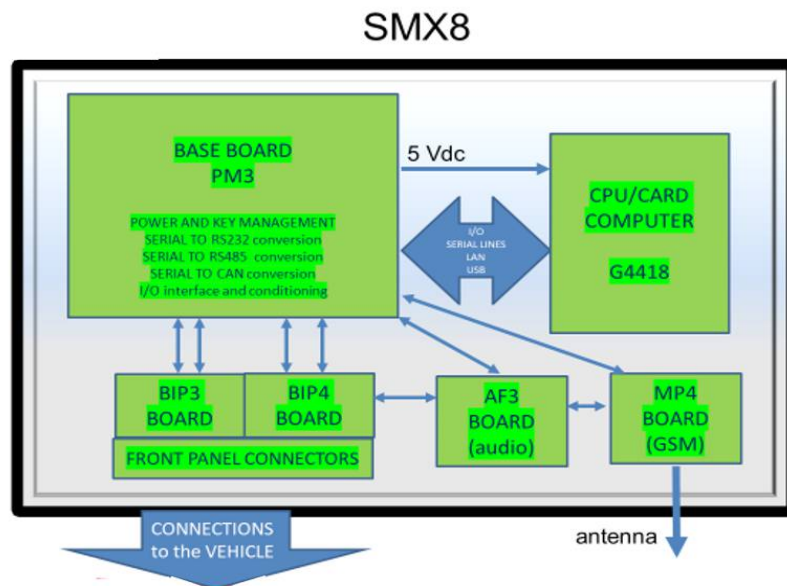 SMX8
BASE BOARD
PM3
POWER AND KEY MANAGEMENT
SERIAL TO RS232 conversion
SERIAL TO RS485 conversion
SERIAL TO CAN conversion
I/O interface and conditioning
5 Vdc
I/O
SERIAL LINES
LAN
USB
CPU/CARD
COMPUTER
G4418
BIP3
BOARD
BIP4
BOARD
FRONT PANEL CONNECTORS
AF3
BOARD
(audio)
MP4
BOARD
(GSM)
CONNECTIONS
to the VEHICLE
antenna